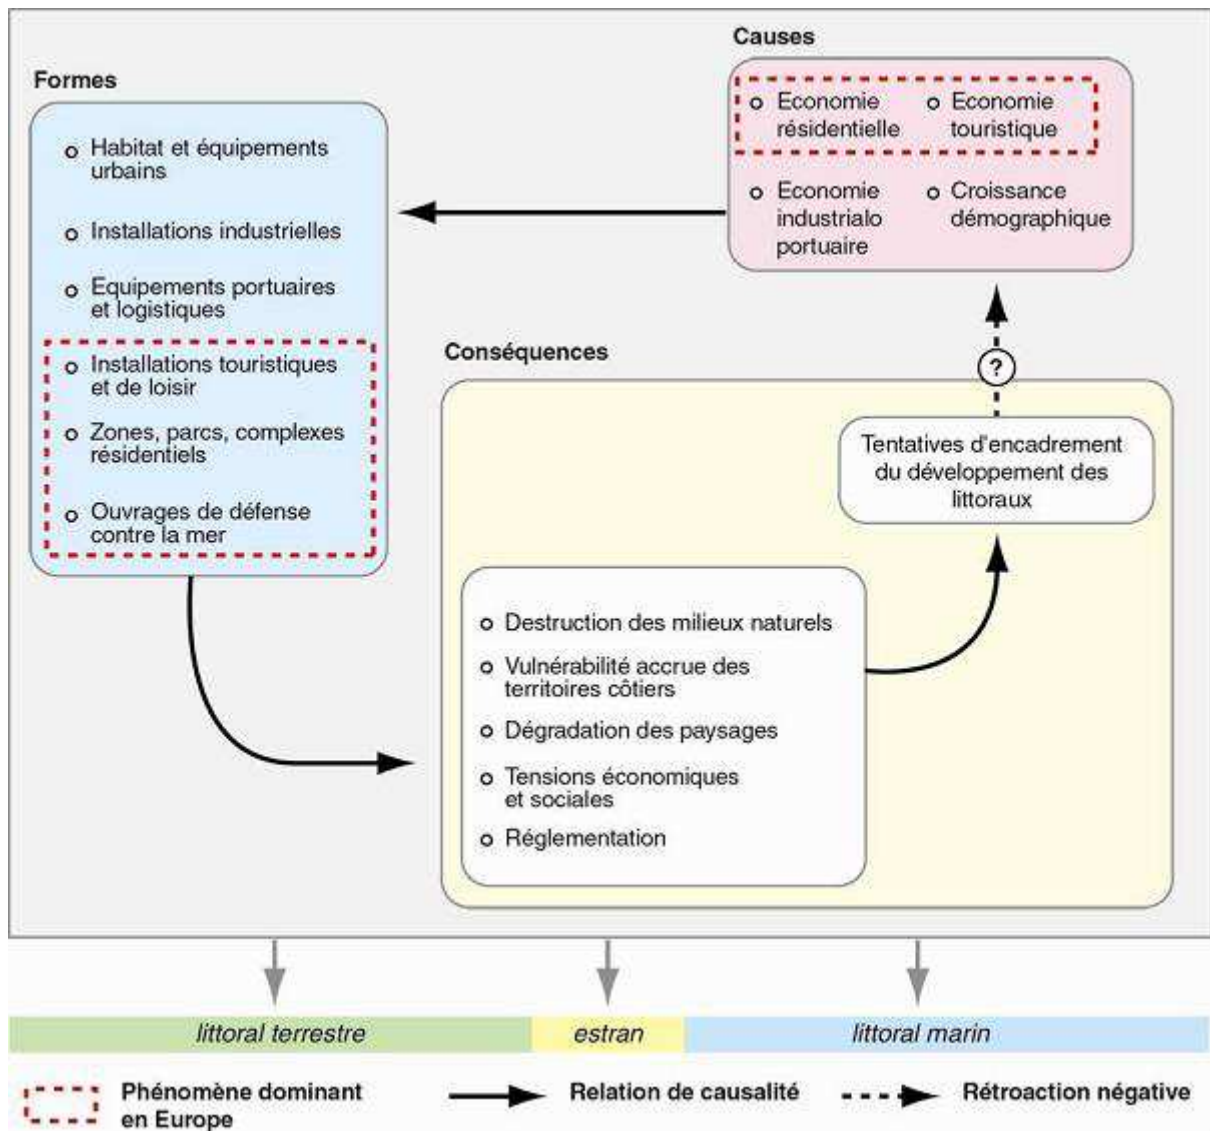 Causes
Economie
résidentielle
Economie
touristique
Economie
industrialo
portuaire
Croissance
démographique
Formes
Habitat et équipements
urbains
Installations industrielles
Equipements portuaires
et logistiques
Installations touristiques
et de loisir
Zones, parcs, complexes
résidentiels
Ouvrages de défense
contre la mer
Conséquences
?
Tentatives d'encadrement
du développement des
littoraux
Destruction des milieux naturels
Vulnérabilité accrue des
territoires côtiers
Dégradation des paysages
Tensions économiques
et sociales
Réglementation
littoral terrestre
estran
littoral marin
Phénomène dominant
en Europe
Relation de causalité
Rétroaction négative